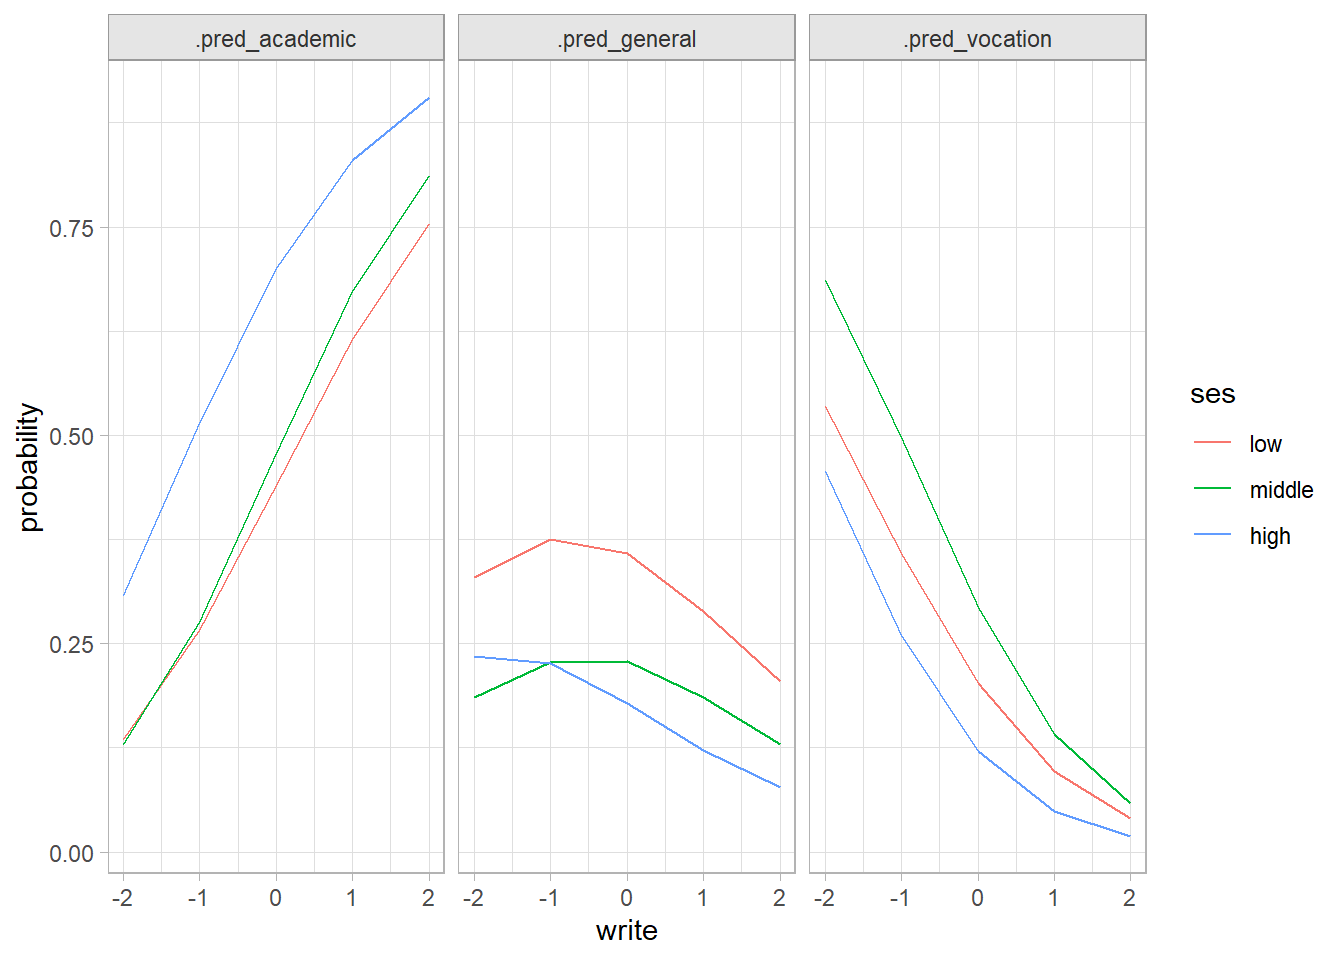 .pred_academic .pred_general .pred_vocation
0.75
0.50
0.25
0.00
probability
-2 -1 0 1 2 -2 -1 0 1 2 -2 -1 0 1 2
write
ses
low
middle
high